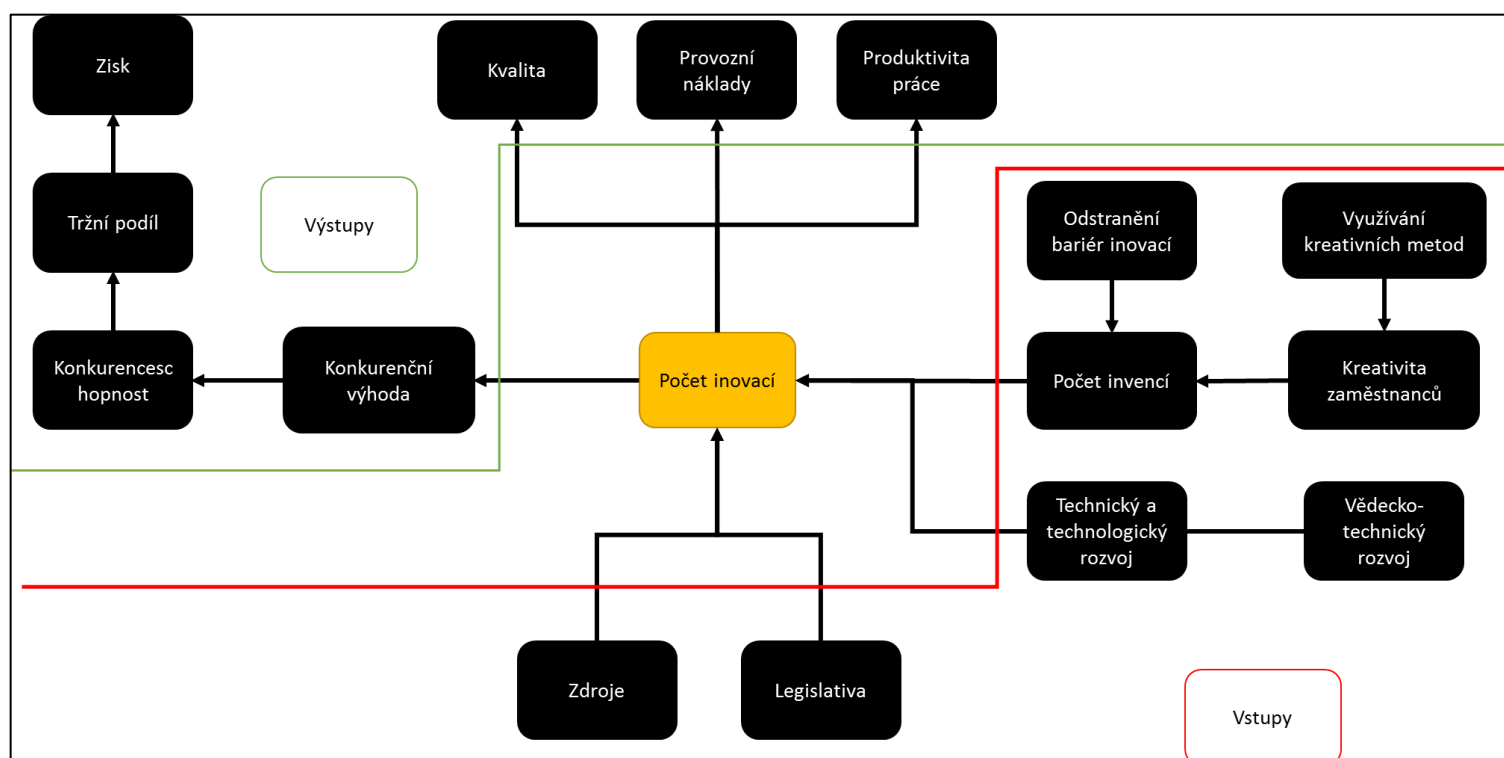 Zisk
Kvalita
Provozní
náklady
Produktivita
práce
Tržní podíl
Výstupy
Odstranění
bariér inovací
Využívání
kreativních metod
Konkurencesc
hopnost
Konkurenční
výhoda
Počet inovací
Počet invencí
Kreativita
zaměstnanců
Technický a
technologický
rozvoj
Vědecko-
technický
rozvoj
Zdroje
Legislativa
Vstupy